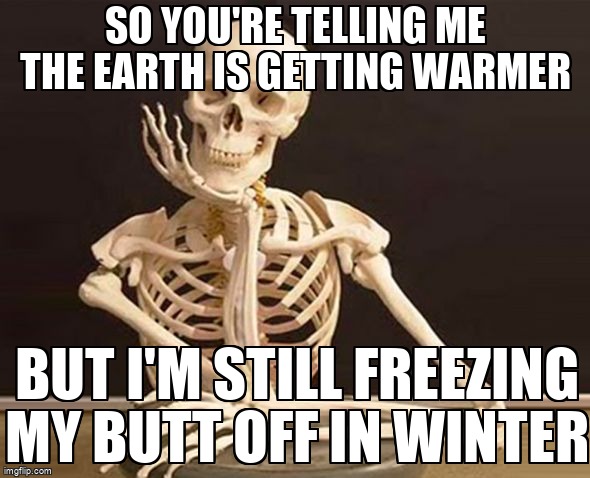 SO YOU'RE TELLING ME
THE EARTH IS GETTING WARMER
BUT I'M STILL FREEZING
MY BUTT OFF IN WINTER
imgflip.com